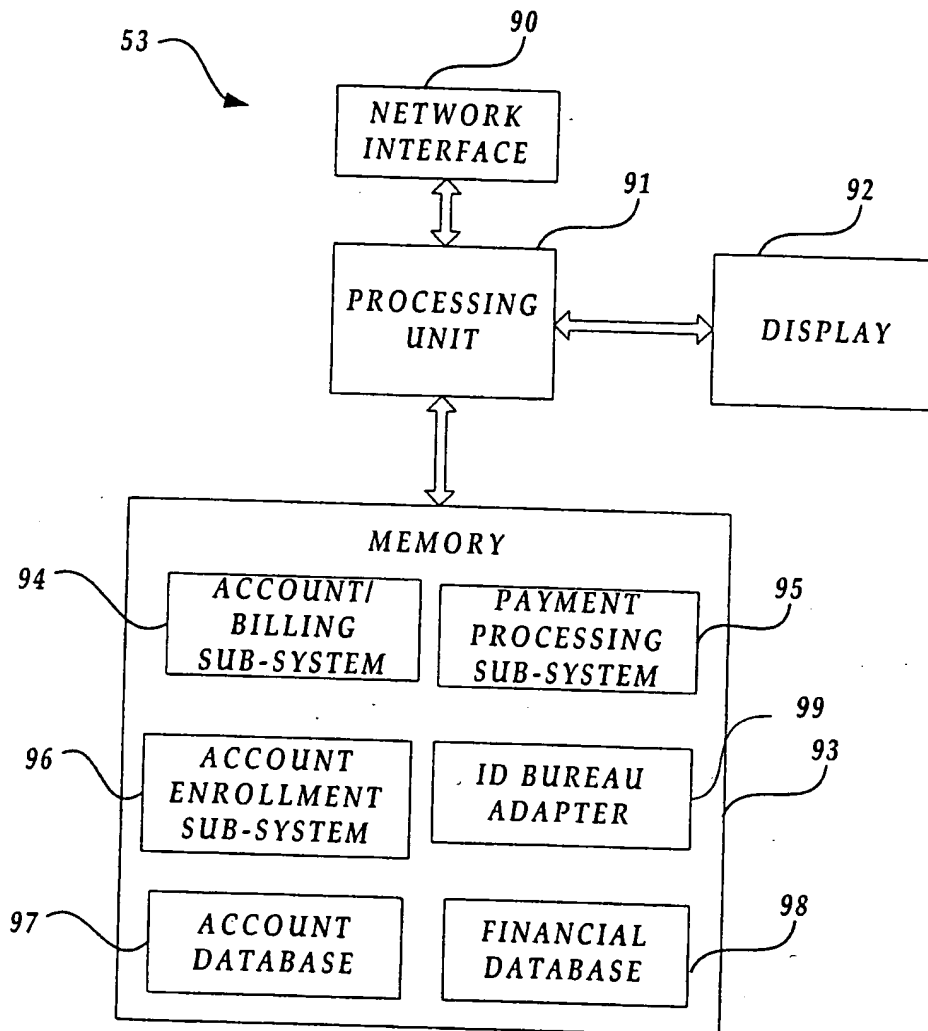 90
53
NETWORK
INTERFACE
91
92
PROCESSING
UNIT
DISPLAY
MEMORY
94
ACCOUNT/
BILLING
SUB-SYSTEM
PAYMENT
PROCESSING
SUB-SYSTEM
95
99
93
96
ACCOUNT
ENROLLMENT
SUB-SYSTEM
ID BUREAU
ADAPTER
97
ACCOUNT
DATABASE
FINANCIAL
DATABASE
98